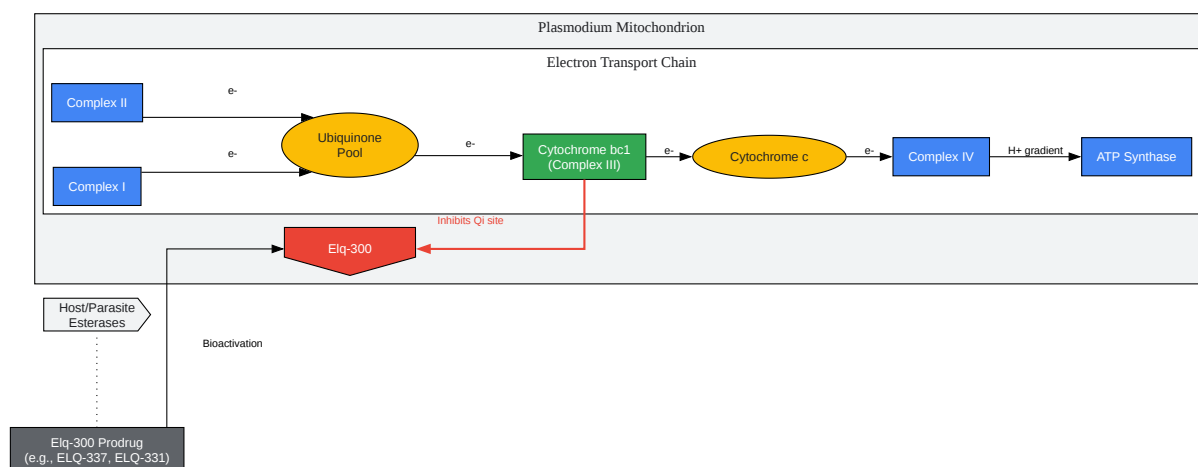 Plasmodium Mitochondrion
Electron Transport Chain
Complex II
e-
Complex I
e-
Ubiquinone
Pool
e-
Cytochrome bc1
(Complex III)
e-
Cytochrome c
e-
Complex IV
H+ gradient
ATP Synthase
Inhibits Qi site
Elq-300
Host/Parasite
Esterases
Bioactivation
Elq-300 Prodrug
(e.g., ELQ-337, ELQ-331)